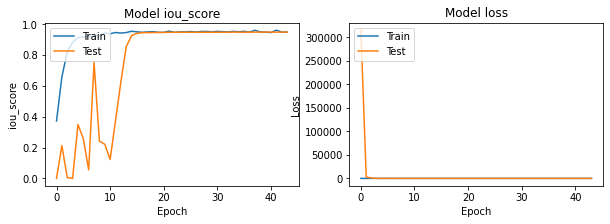 Model iou_score
1.0
0.8
0.6
0.4
0.2
0.0
iou_score
Train
Test
0
10
20
30
40
Epoch
Model loss
300000
250000
200000
150000
100000
50000
0
Loss
Train
Test
0
10
20
30
40
Epoch